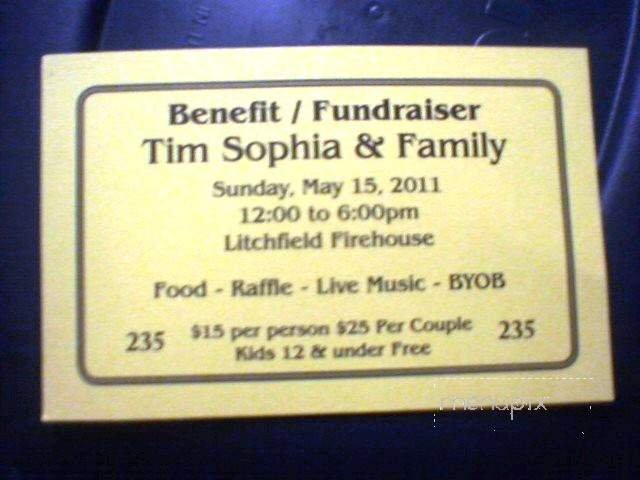 Benefit / Fundraiser
Tim Sophia & Family
Sunday, May 15, 2011
12:00 to 6:00pm
Litchfield Firehouse
Food - Raffle - Live Music - BYOB
235 $15 per person $25 Per Couple 235
Kids 12 & under Free
menupix